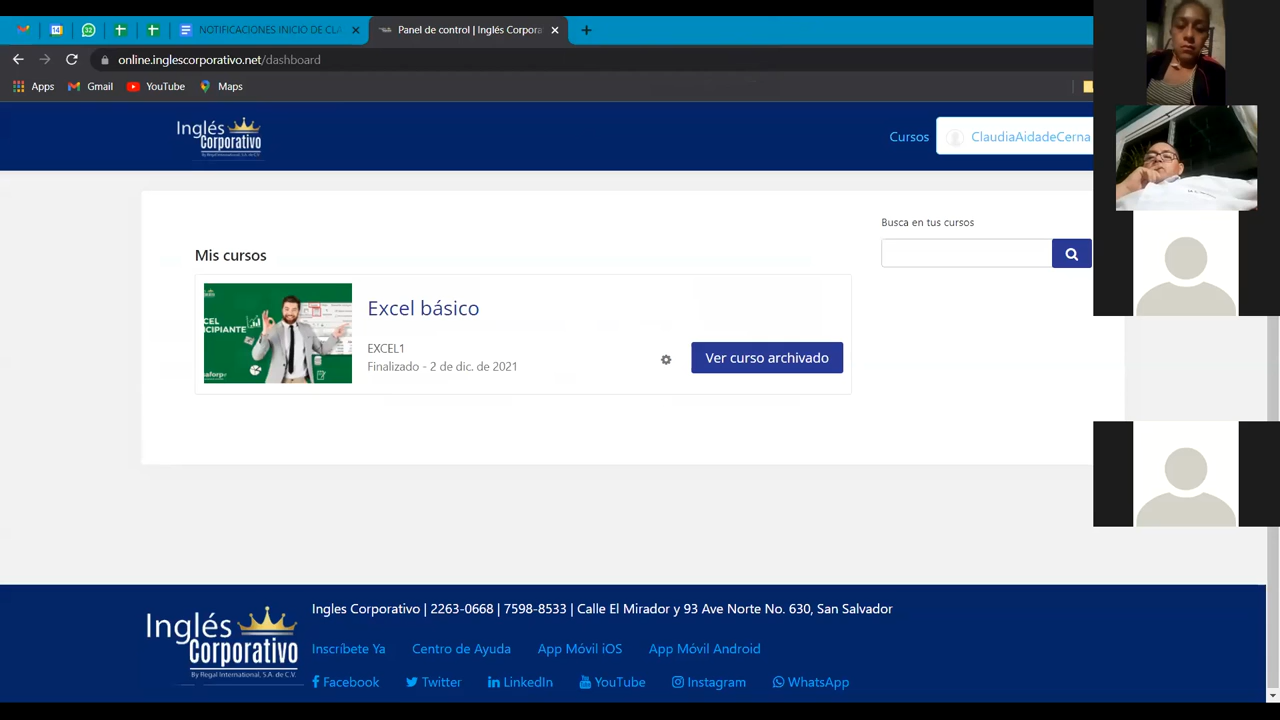 14
32
NOTIFICACIONES INICIO DE CLA
Panel de control | Inglés Corpora
online.inglescorporativo.net/dashboard
Apps
Gmail
YouTube
Maps
Inglés
Corporativo
Cursos
ClaudiaAidadeCerna
Busca en tus cursos
Mis cursos
CEL
Excel básico
EXCEL1
Finalizado - 2 de dic. de 2021
Ver curso archivado
Inglés
Corporativo
By Regal International, S.A. de C.V.
Ingles Corporativo | 2263-0668 | 7598-8533 | Calle El Mirador y 93 Ave Norte No. 630, San Salvador
Inscríbete Ya
Centro de Ayuda
App Móvil iOS
App Móvil Android
Facebook
Twitter
LinkedIn
YouTube
Instagram
WhatsApp